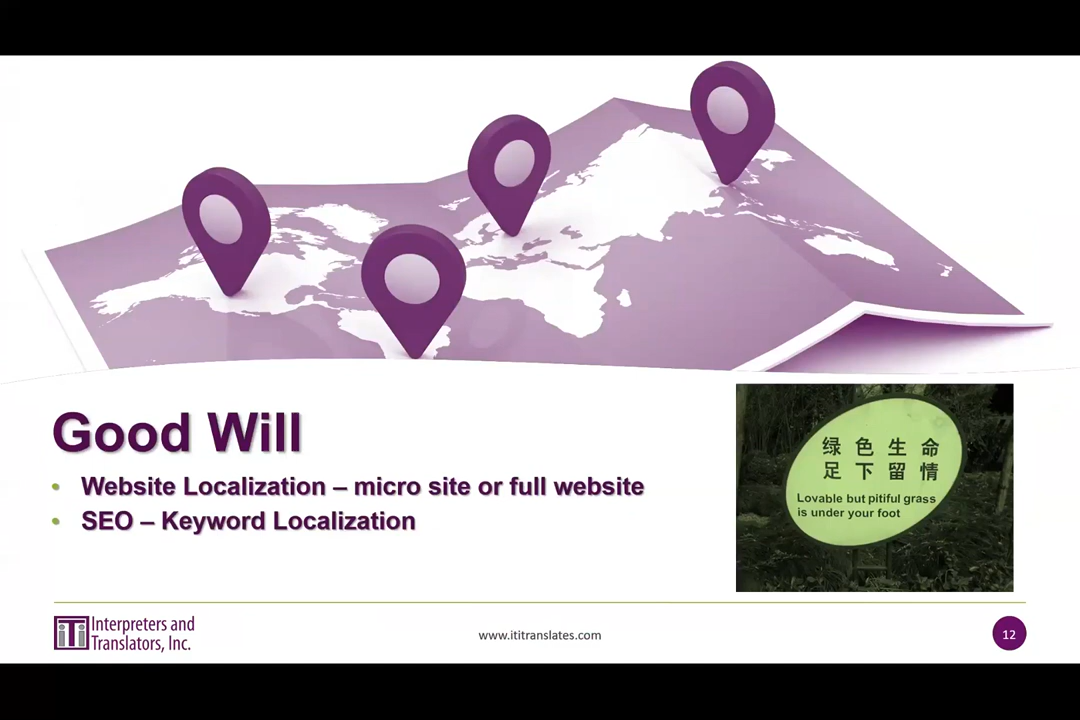 Good Will
• Website Localization – micro site or full website
• SEO – Keyword Localization
绿色生命
足下留情
Lovable but pitiful grass
is under your foot
iTi Interpreters and
Translators, Inc.
www.ititranslates.com
12